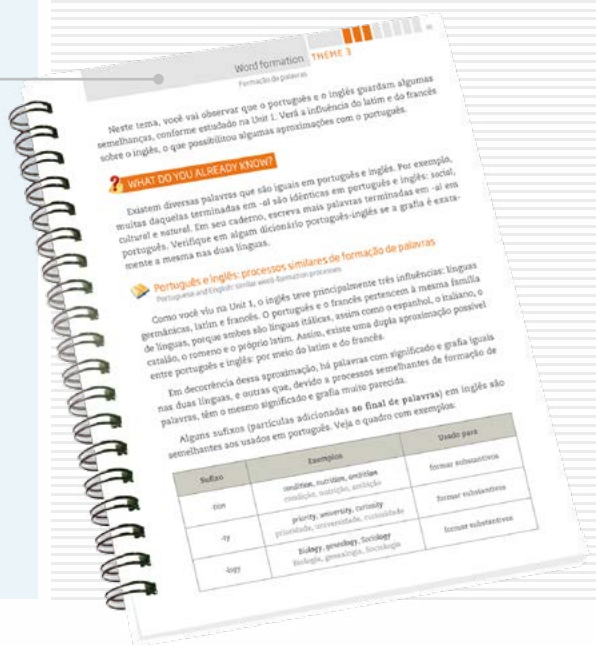 Word formation THEME 3
Formação de palavras
Neste tema, você vai observar que o português e o inglês guardam algumas
semelhanças, conforme estudado na Unit 1. Verá a influência do latim e do francês
sobre o inglês, o que possibilitou algumas aproximações com o português.
WHAT DO YOU ALREADY KNOW?
Existem diversas palavras que são iguais em português e inglês. Por exemplo,
muitas daquelas terminadas em -al são idênticas em português e inglês: social,
cultural e natural. Em seu caderno, escreva mais palavras terminadas em -al em
português. Verifique em algum dicionário português-inglês se a grafia é exata-
mente a mesma nas duas línguas.
Português e inglês: processos similares de formação de palavras
Portuguese and English: similar word-formation processes
Como você viu na Unit 1, o inglês teve principalmente três influências: línguas
germânicas, latim e francês. O português e o francês pertencem à mesma família
de línguas, porque ambos são línguas itálicas, assim como o espanhol, o italiano, o
catalão, o romeno e o próprio latim. Assim, existe uma dupla aproximação possível
entre português e inglês: por meio do latim e do francês.
Em decorrência dessa aproximação, há palavras com significado e grafia iguais
nas duas línguas, e outras que, devido a processos semelhantes de formação de
palavras, têm o mesmo significado e grafia muito parecida.
Alguns sufixos (partículas adicionadas ao final de palavras) em inglês são
semelhantes aos usados em português. Veja o quadro com exemplos:
Sufixo Exemplos Usado para
-tion condition, nutrition, ambition formar substantivos
condição, nutrição, ambição
-ty priority, university, curiosity formar substantivos
prioridade, universidade, curiosidade
-logy Biology, genealogy, Sociology formar substantivos
Biologia, genealogia, Sociologia